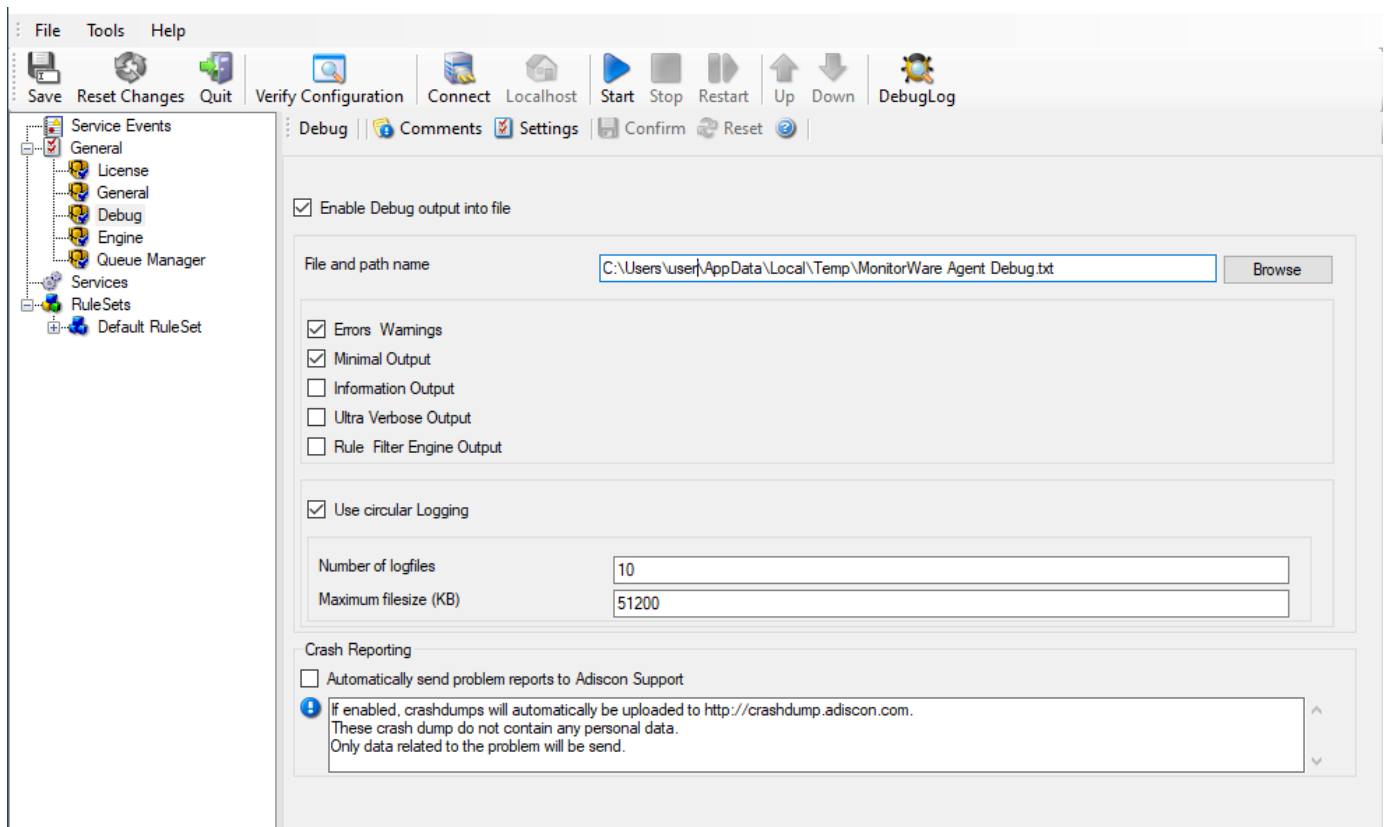 File Tools Help
Save Reset Changes Quit Verify Configuration Connect Localhost Start Stop Restart Up Down DebugLog
Service Events
General
License
General
Debug
Engine
Queue Manager
Services
RuleSets
Default RuleSet
Debug Comments Settings Confirm Reset
Enable Debug output into file
File and path name C:\Users\user\AppData\Local\Temp\MonitorWare Agent Debug.txt Browse
Errors Warnings
Minimal Output
Information Output
Ultra Verbose Output
Rule Filter Engine Output
Use circular Logging
Number of logfiles 10
Maximum filesize (KB) 51200
Crash Reporting
Automatically send problem reports to Adiscon Support
If enabled, crashdumps will automatically be uploaded to http://crashdump.adiscon.com.
These crash dump do not contain any personal data.
Only data related to the problem will be send.